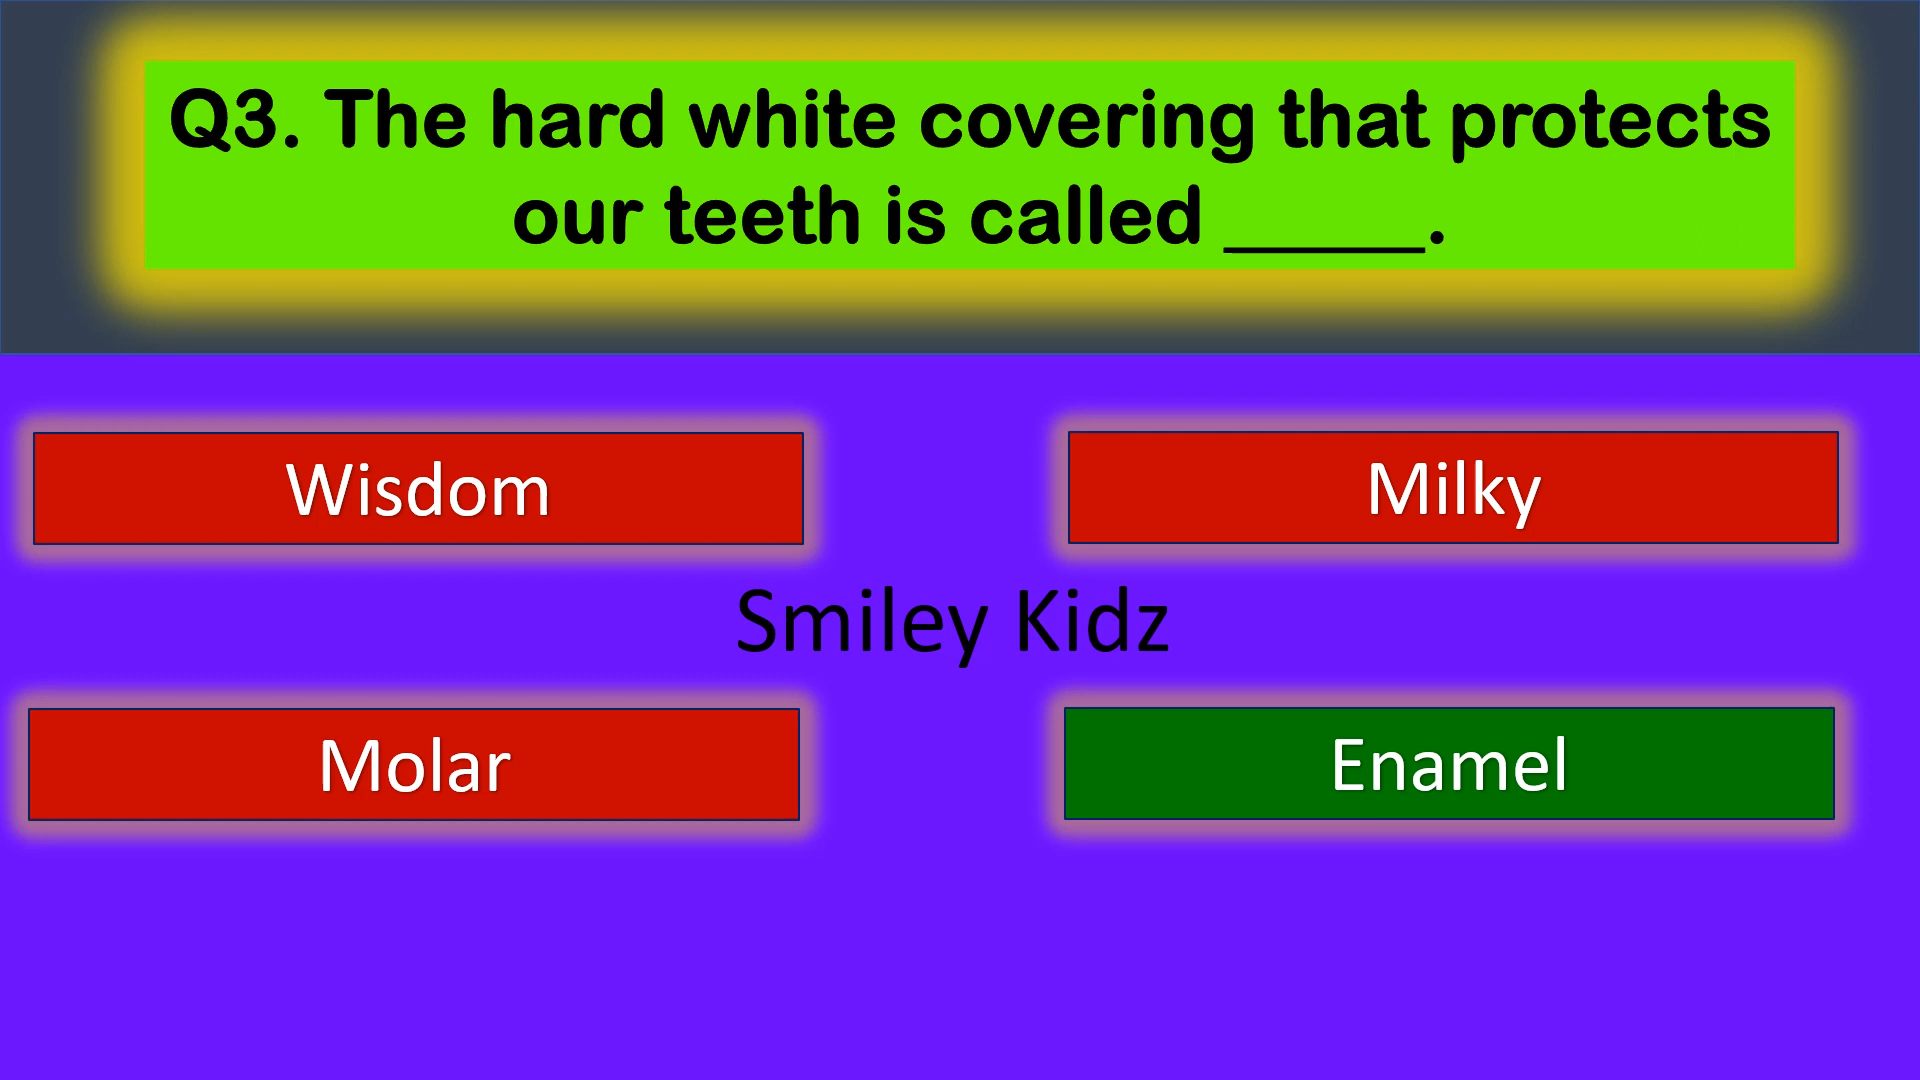 Q3. The hard white covering that protects
our teeth is called _____.
Wisdom
Milky
Smiley Kidz
Molar
Enamel